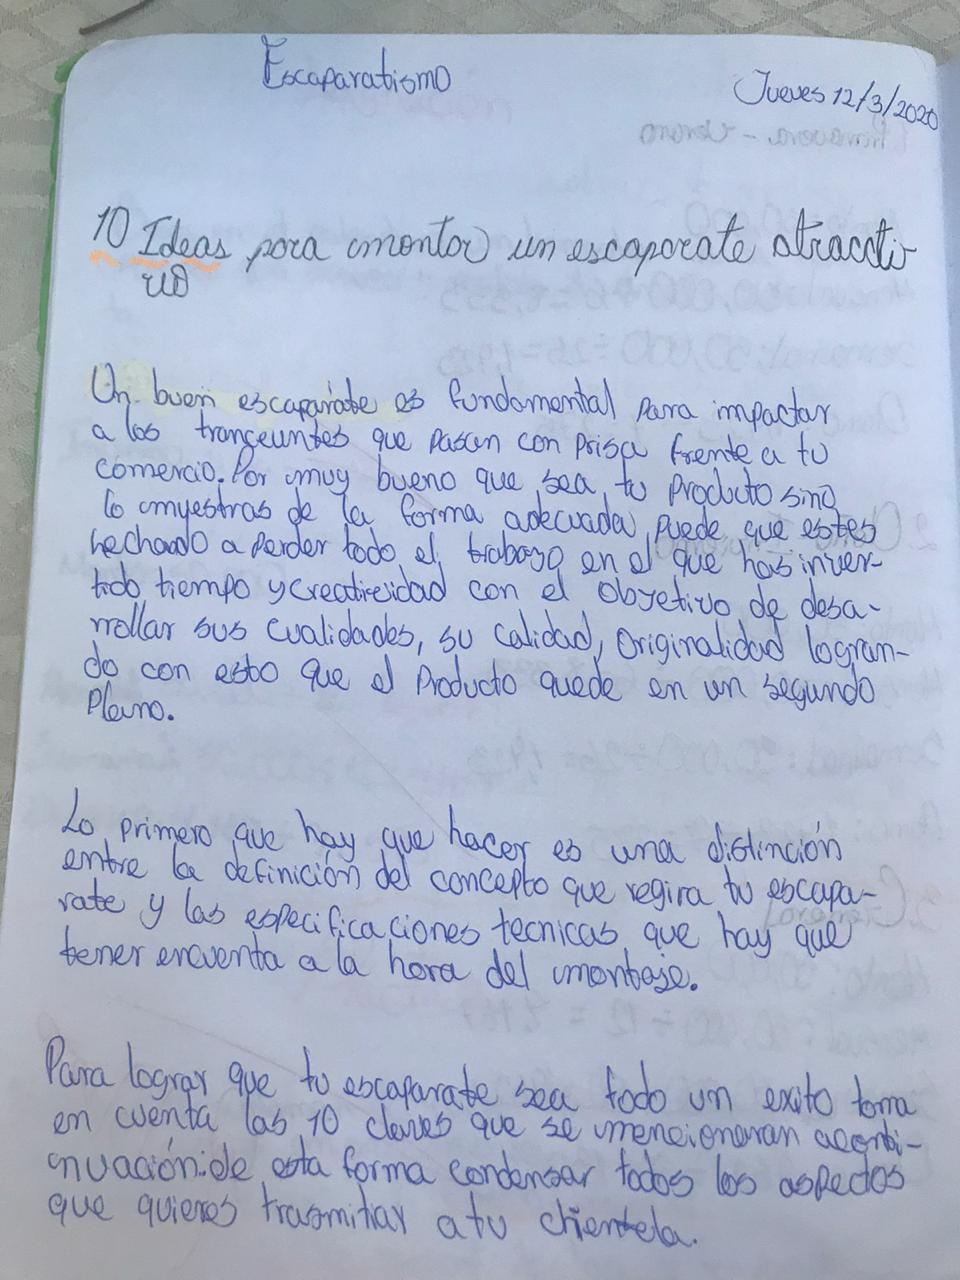 Escaparatismo
Jueves 12/3/2020
10 Ideas para montar un escaparate atracti-
vo
Un buen escaparate es fundamental para impactar
a los tranceuntes que pasan con prisa frente a tu
comercio. Por muy bueno que sea tu producto sino
lo muestras de la forma adecuada puede que estes
hechando a perder todo el trabajo en el que has inver-
tido tiempo y creatividad con el objetivo de desa-
rrollar sus cualidades, su calidad, originalidad logran-
do con esto que el producto quede en un segundo
plano.
Lo primero que hay que hacer es una distinción
entre la definición del concepto que regira tu escapa-
rate y las especificaciones tecnicas que hay que
tener encuenta a la hora del montaje.
Para lograr que tu escaparate sea todo un exito toma
en cuenta las 10 claves que se mencionaran aconti-
nuación: de esta forma condensar todos los aspectos
que quieres trasmitiar a tu clientela.